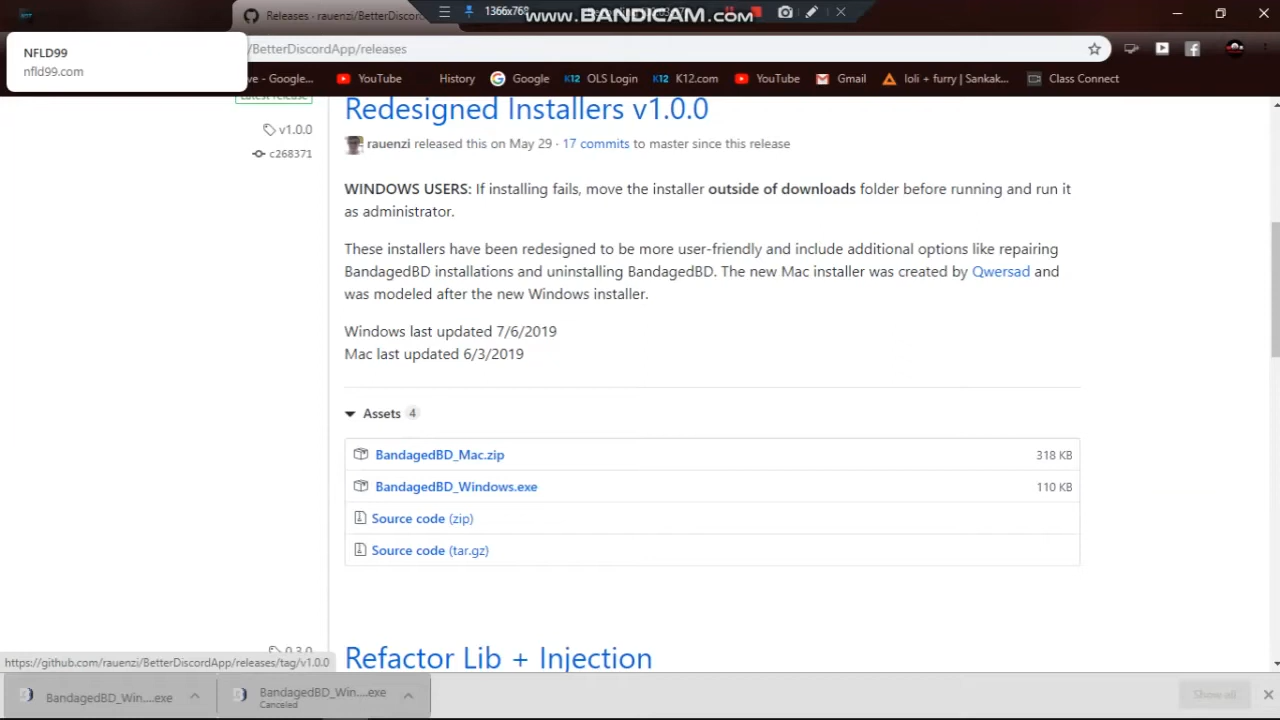 Releases · rauenzi/BetterDiscord
1366x768
www.BANDICAM.com
NFLD99
nfld99.com
/BetterDiscordApp/releases
ve - Google...
YouTube
History
Google
K12 OLS Login
K12 K12.com
YouTube
Gmail
loli + furry | Sankak...
Class Connect
Latest release
Redesigned Installers v1.0.0
v1.0.0
rauenzi released this on May 29 · 17 commits to master since this release
c268371
WINDOWS USERS: If installing fails, move the installer outside of downloads folder before running and run it
as administrator.
These installers have been redesigned to be more user-friendly and include additional options like repairing
BandagedBD installations and uninstalling BandagedBD. The new Mac installer was created by Qwersad and
was modeled after the new Windows installer.
Windows last updated 7/6/2019
Mac last updated 6/3/2019
Assets 4
BandagedBD_Mac.zip 318 KB
BandagedBD_Windows.exe 110 KB
Source code (zip)
Source code (tar.gz)
0.3.0
Refactor Lib + Injection
https://github.com/rauenzi/BetterDiscordApp/releases/tag/v1.0.0
BandagedBD_Win....exe
BandagedBD_Win....exe
Canceled
Show all